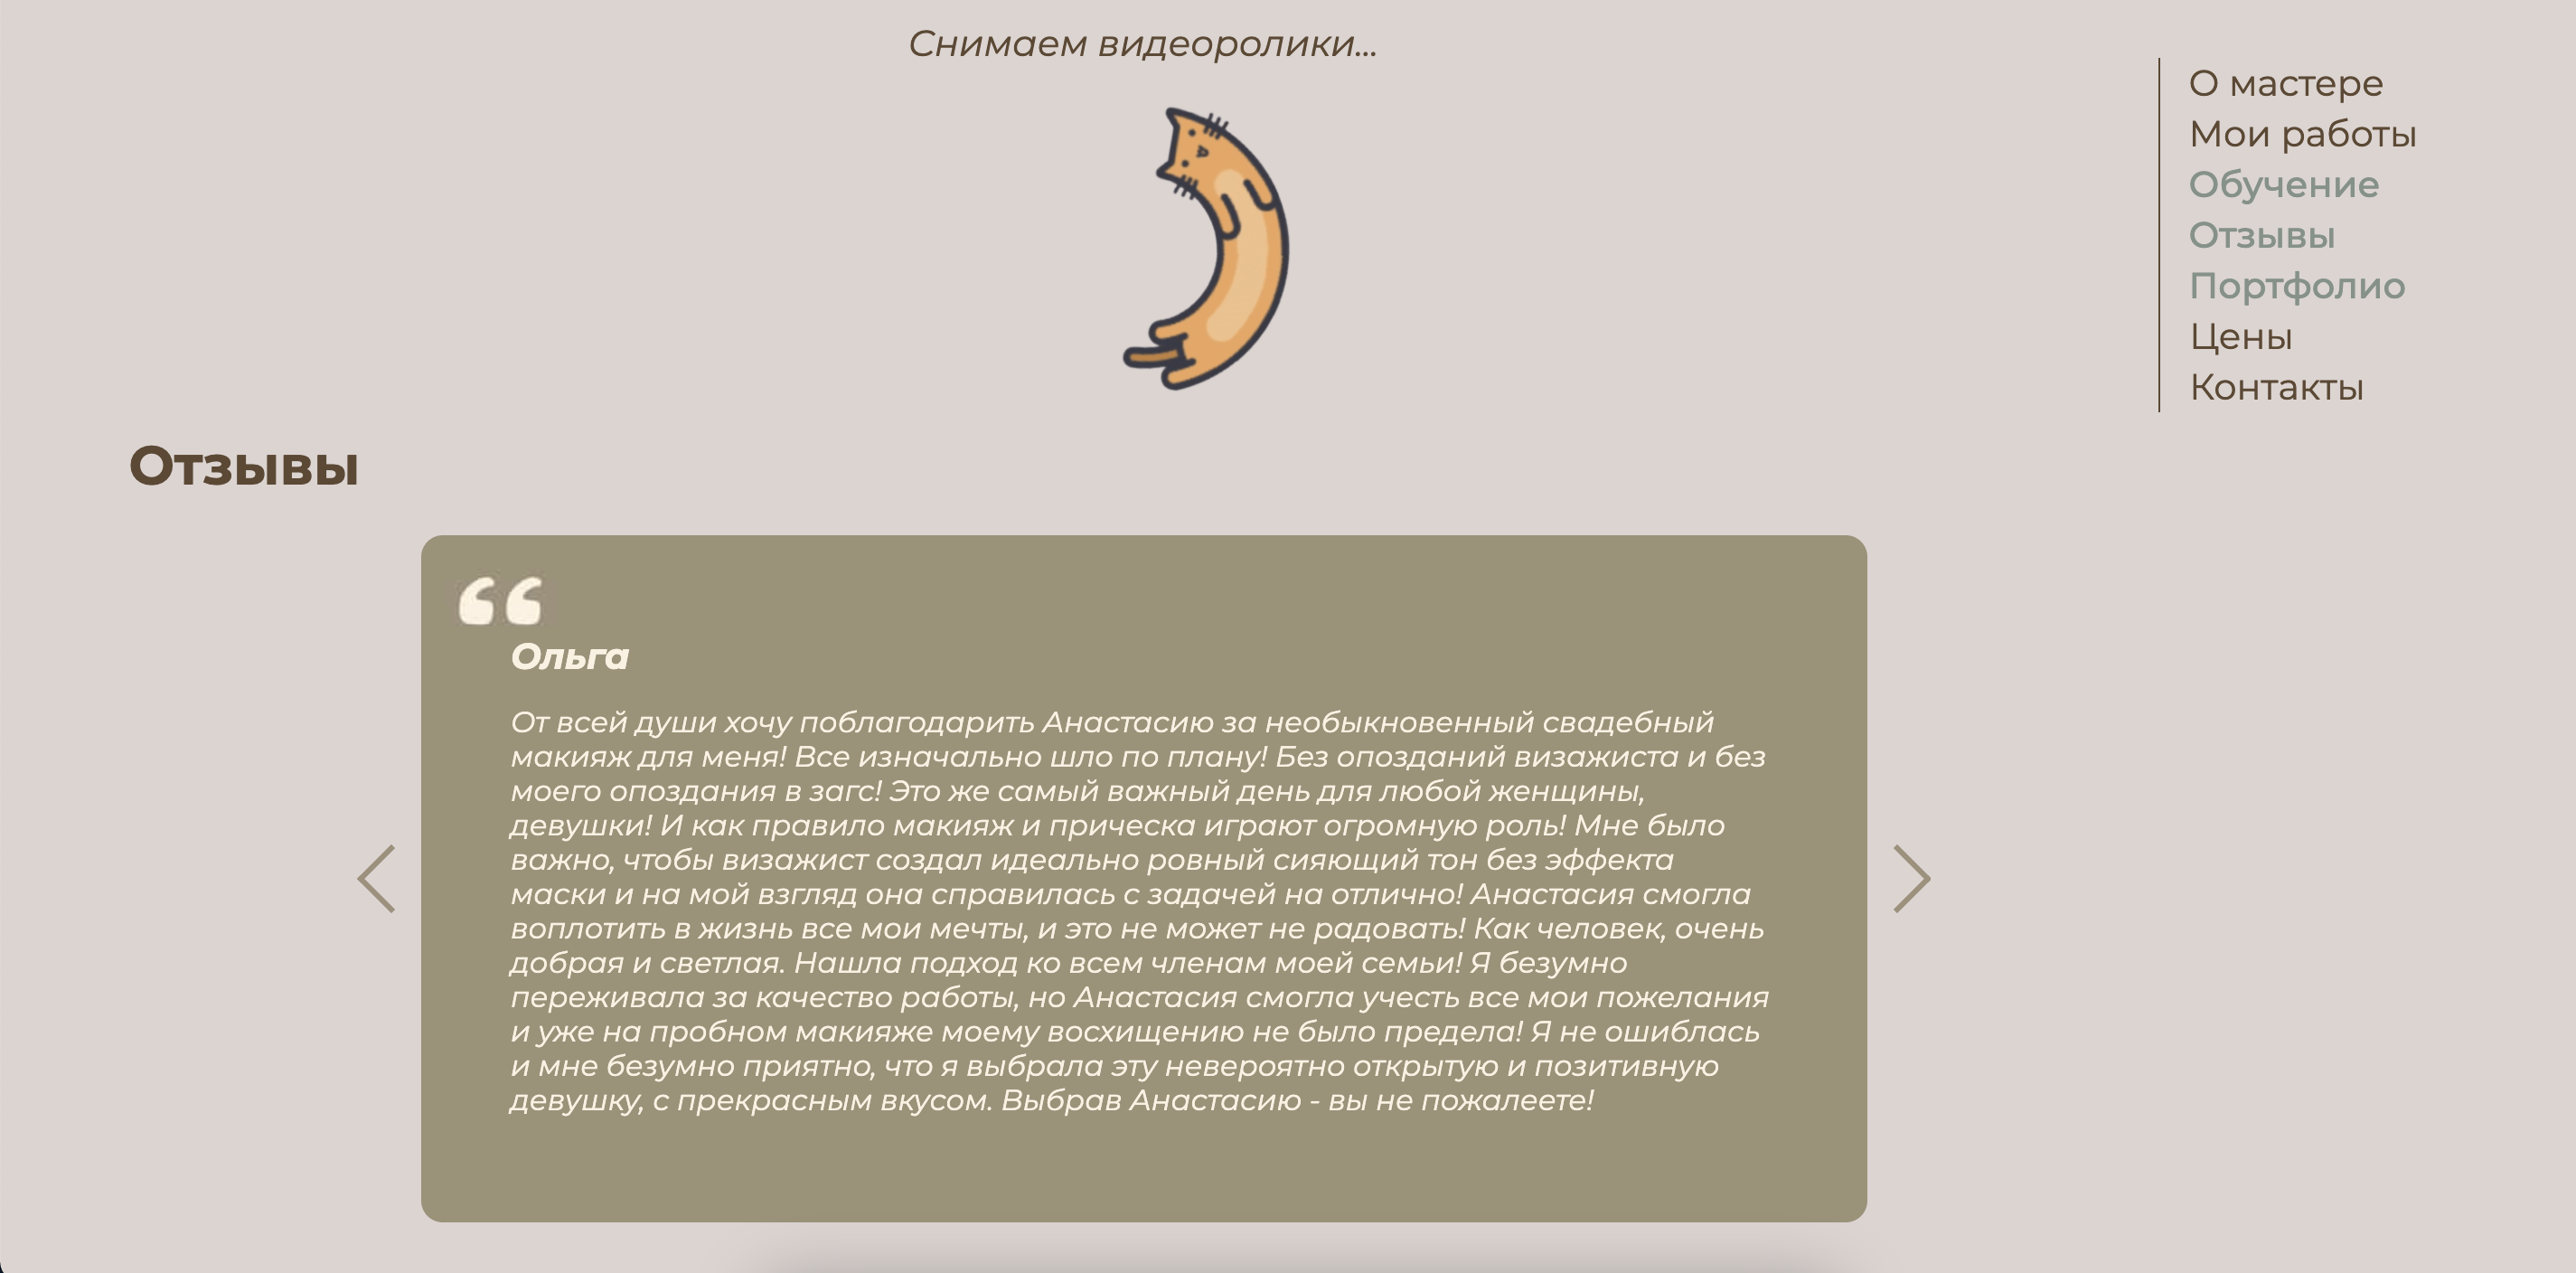 Снимаем видеоролики...
О мастере
Мои работы
Обучение
Отзывы
Портфолио
Цены
Контакты
Отзывы
“
Ольга
От всей души хочу поблагодарить Анастасию за необыкновенный свадебный
макияж для меня! Все изначально шло по плану! Без опозданий визажиста и без
моего опоздания в загс! Это же самый важный день для любой женщины,
девушки! И как правило макияж и прическа играют огромную роль! Мне было
важно, чтобы визажист создал идеально ровный сияющий тон без эффекта
маски и на мой взгляд она справилась с задачей на отлично! Анастасия смогла
воплотить в жизнь все мои мечты, и это не может не радовать! Как человек, очень
добрая и светлая. Нашла подход ко всем членам моей семьи! Я безумно
переживала за качество работы, но Анастасия смогла учесть все мои пожелания
и уже на пробном макияже моему восхищению не было предела! Я не ошиблась
и мне безумно приятно, что я выбрала эту невероятно открытую и позитивную
девушку, с прекрасным вкусом. Выбрав Анастасию - вы не пожалеете!